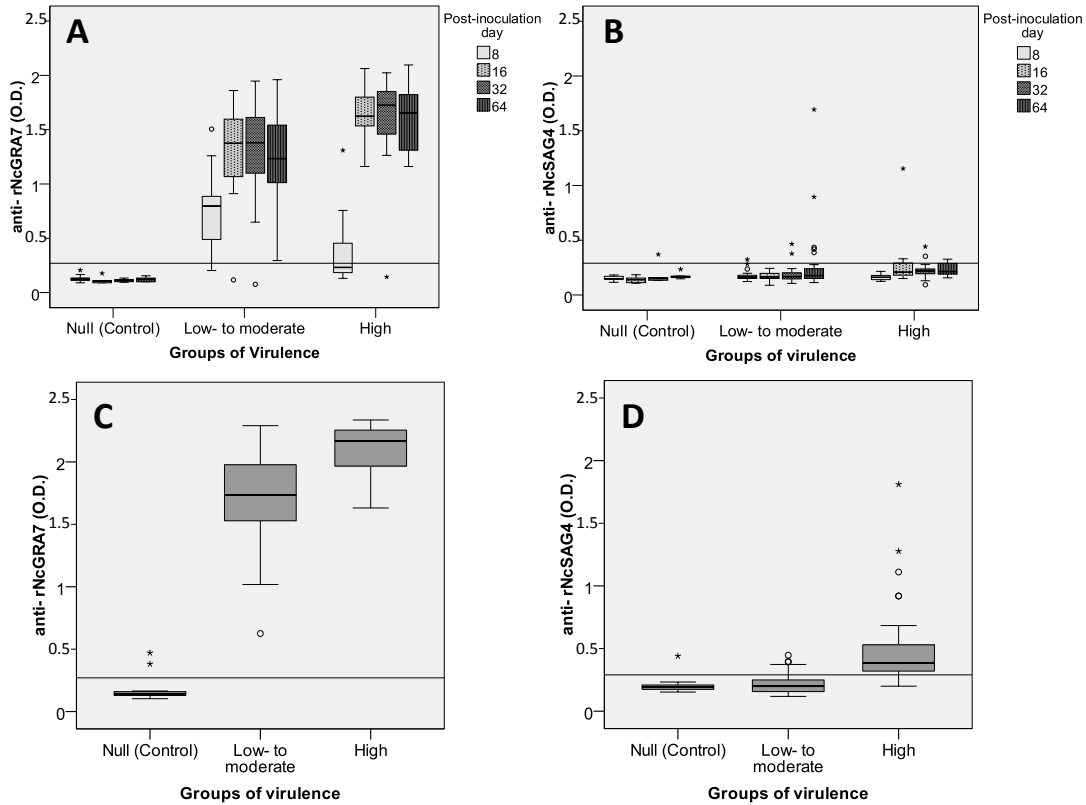 A
anti- rNcGRA7 (O.D.)
2.5
2
1.5
1
0.5
0
Null (Control)
Low- to moderate
High
Groups of Virulence
Post-inoculation
day
8
16
32
64
B
anti- rNcSAG4 (O.D.)
2.5
2
1.5
1
0.5
0
Null (Control)
Low- to moderate
High
Groups of virulence
Post-inoculation
day
8
16
32
64
C
anti- rNcGRA7 (O.D.)
2.5
2
1.5
1
0.5
0
Null (Control)
Low- to
moderate
High
Groups of virulence
D
anti- rNcSAG4 (O.D.)
2.5
2
1.5
1
0.5
0
Null (Control)
Low- to
moderate
High
Groups of virulence